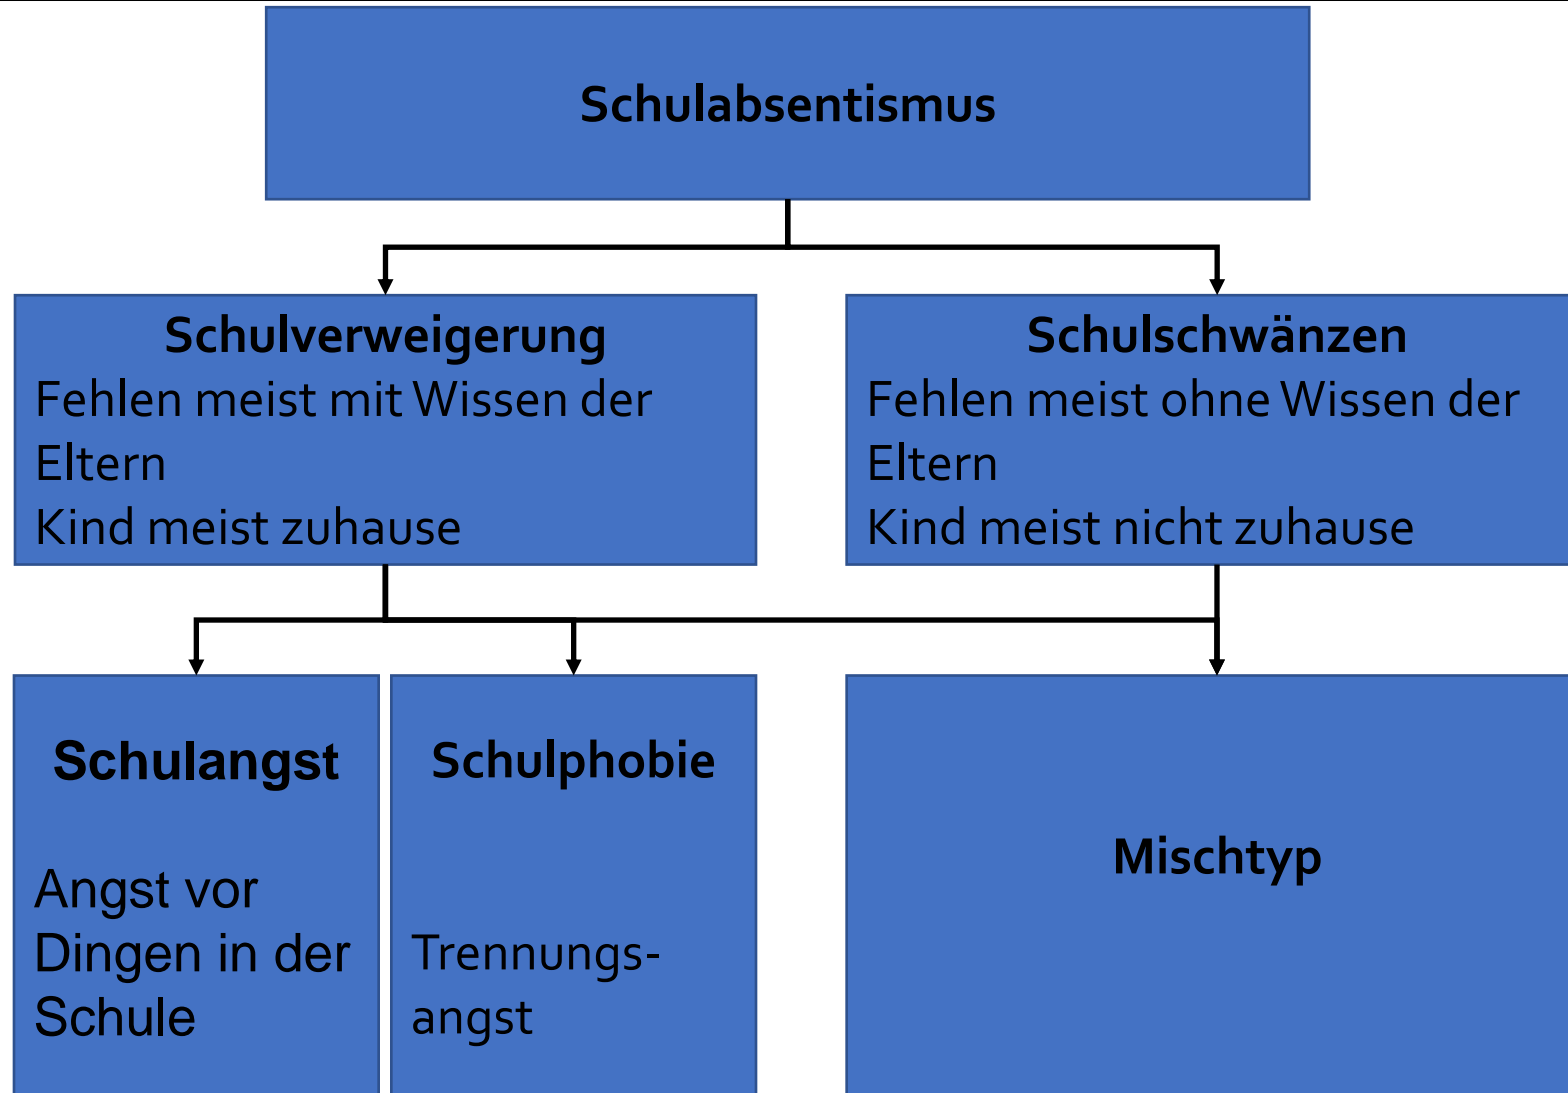 Schulabsentismus
Schulverweigerung
Fehlen meist mit Wissen der
Eltern
Kind meist zuhause
Schulschwänzen
Fehlen meist ohne Wissen der
Eltern
Kind meist nicht zuhause
Schulangst
Angst vor
Dingen in der
Schule
Schulphobie
Trennungs-
angst
Mischtyp